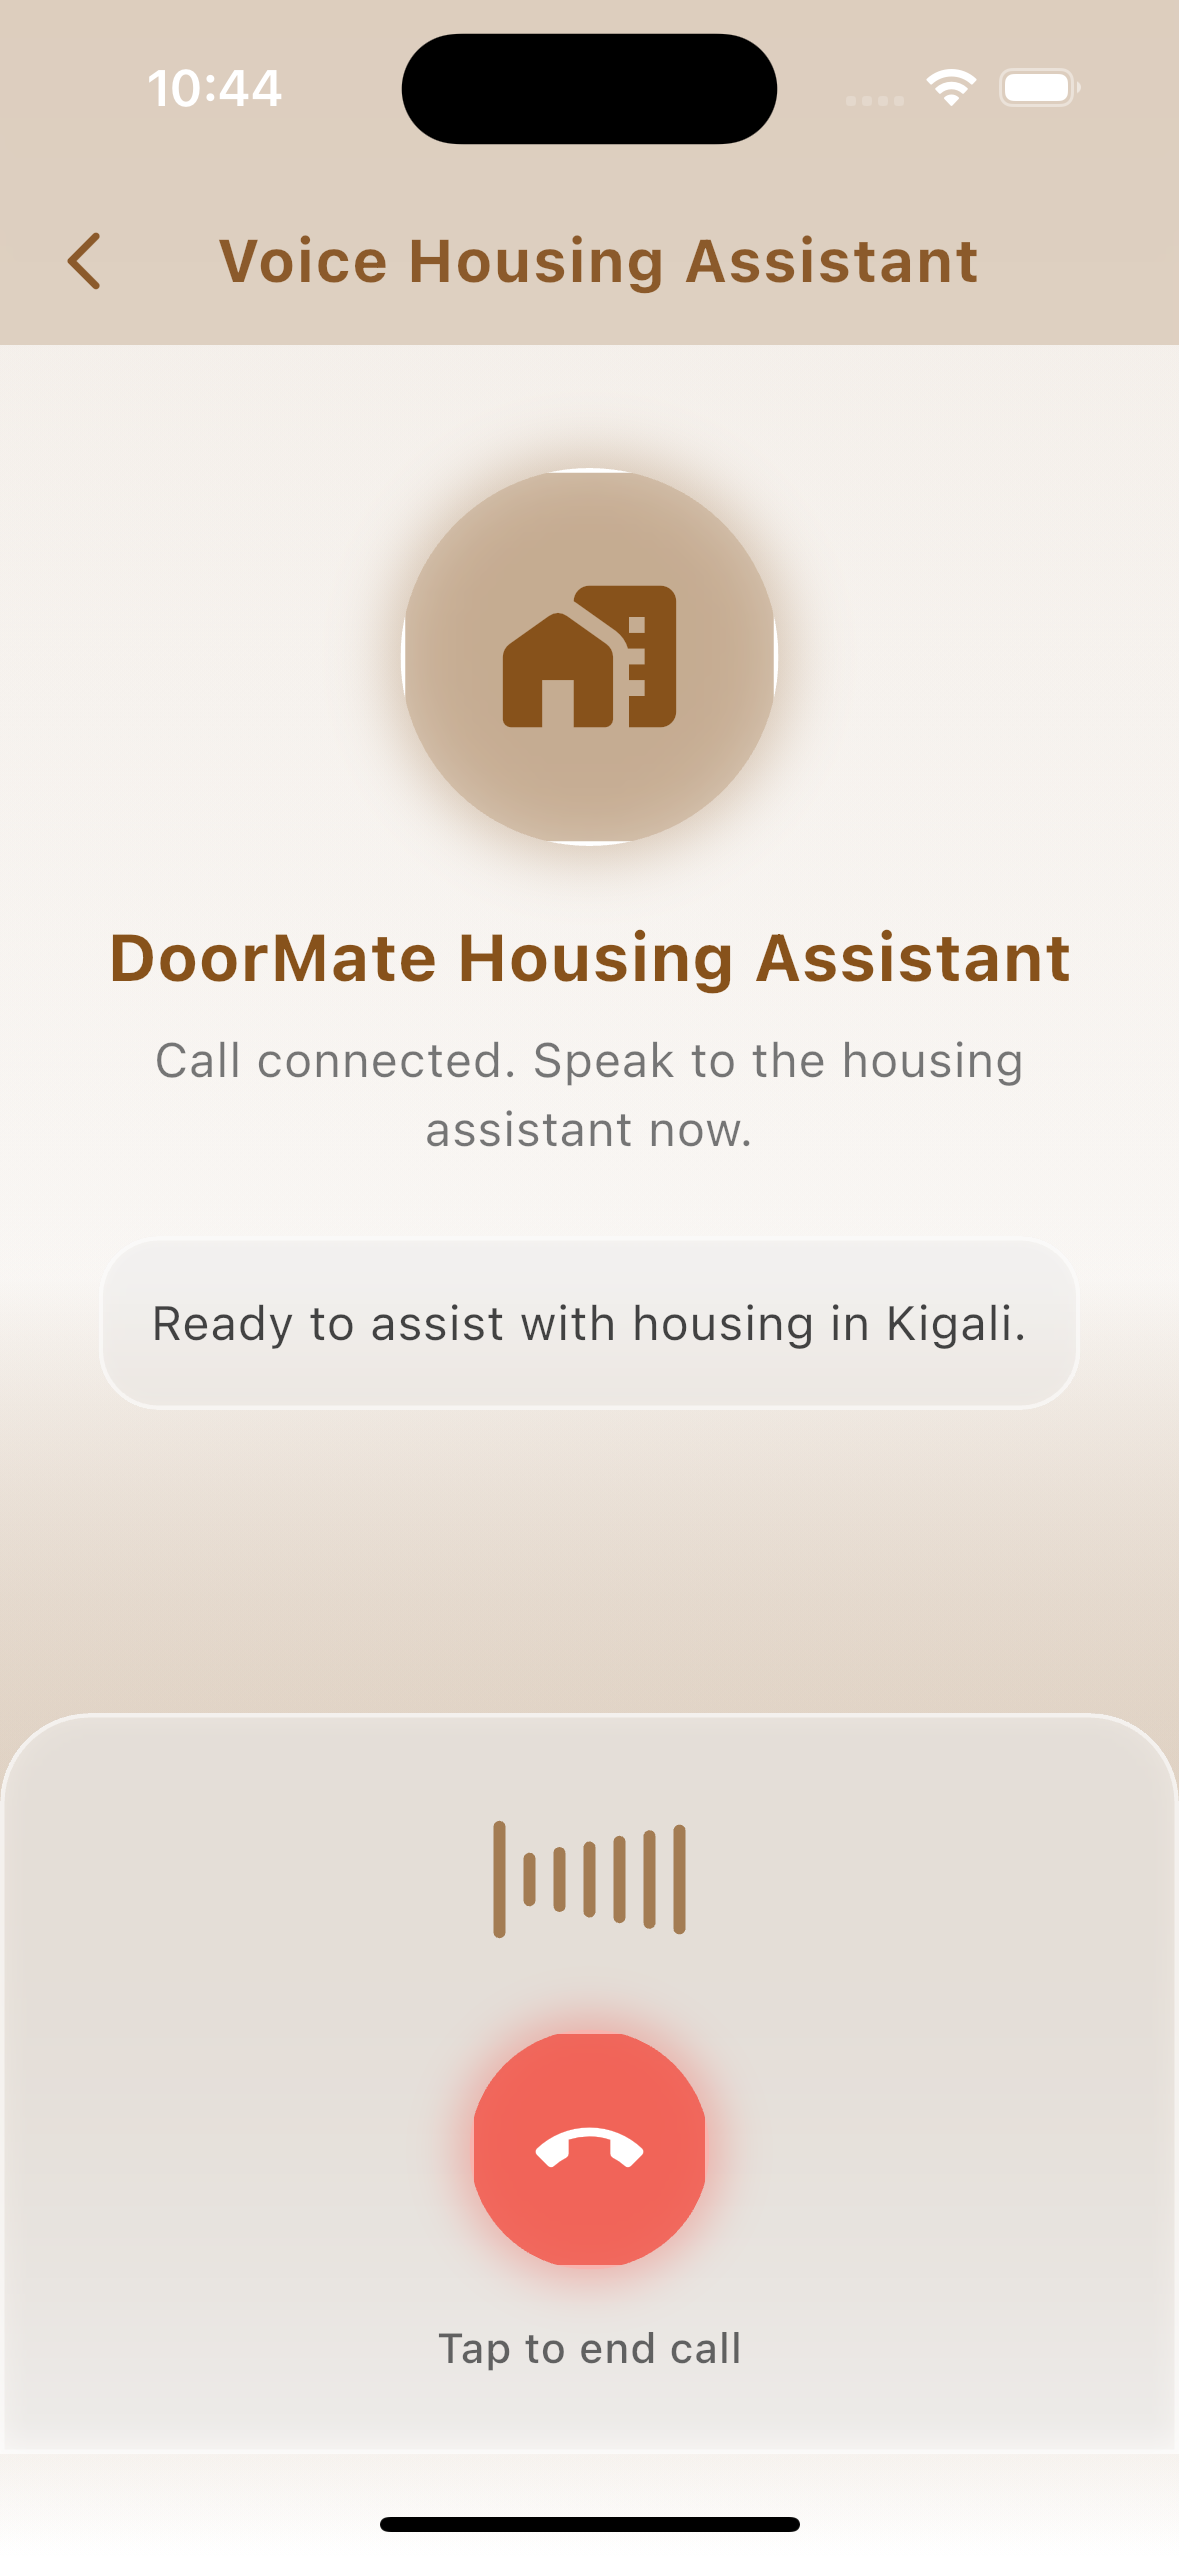 10:44
Voice Housing Assistant
DoorMate Housing Assistant
Call connected. Speak to the housing
assistant now.
Ready to assist with housing in Kigali.
Tap to end call